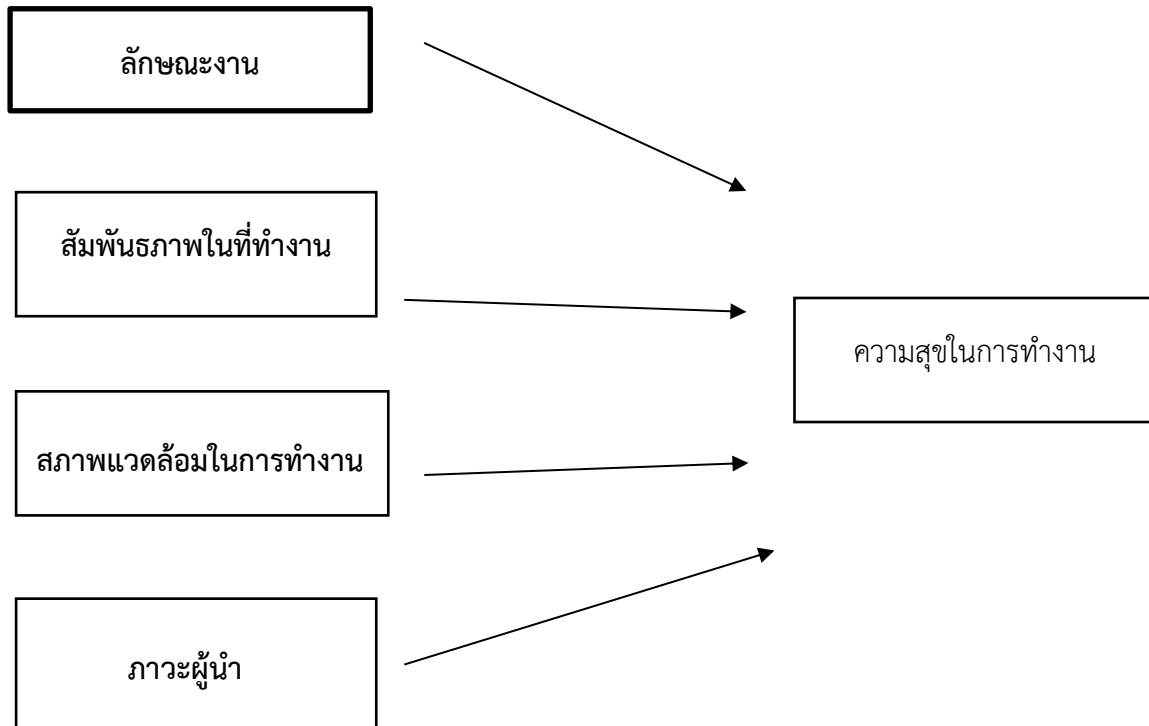 ลักษณะงาน
สัมพันธภาพในที่ทำงาน
ความสุขในการทำงาน
สภาพแวดล้อมในการทำงาน
ภาวะผู้นำ